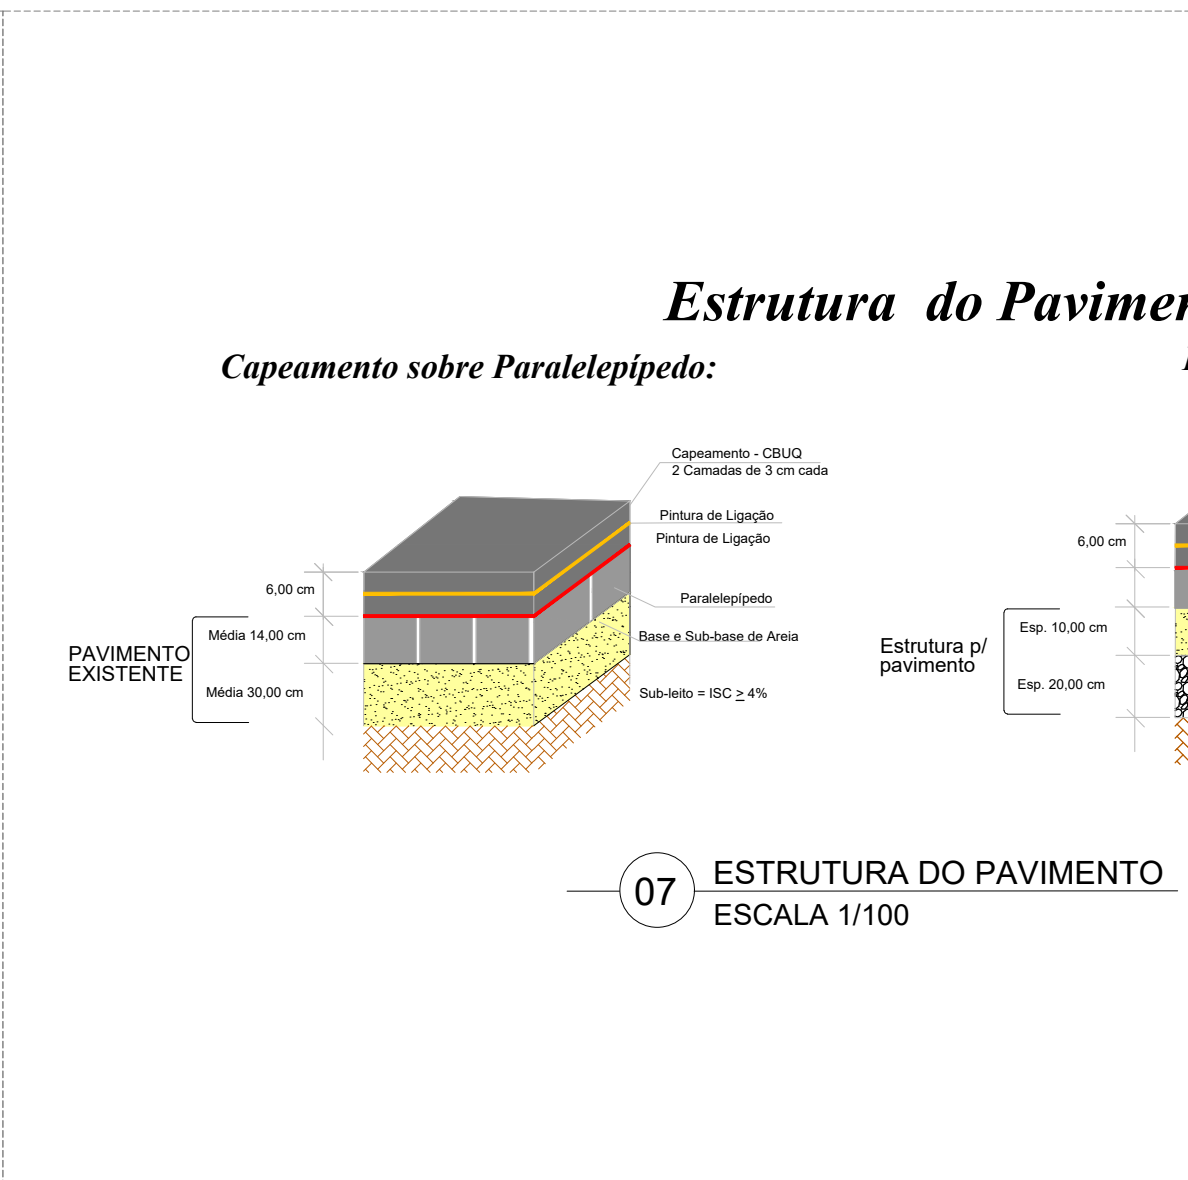 Estrutura do Pavimen
Capeamento sobre Paralelepípedo:
Capeamento - CBUQ
2 Camadas de 3 cm cada
Pintura de Ligação
Pintura de Ligação
6,00 cm
Paralelepípedo
Média 14,00 cm
Base e Sub-base de Areia
PAVIMENTO
EXISTENTE
Média 30,00 cm
Sub-leito = ISC ≥ 4%
6,00 cm
Esp. 10,00 cm
Estrutura p/
pavimento
Esp. 20,00 cm
07
ESTRUTURA DO PAVIMENTO
ESCALA 1/100